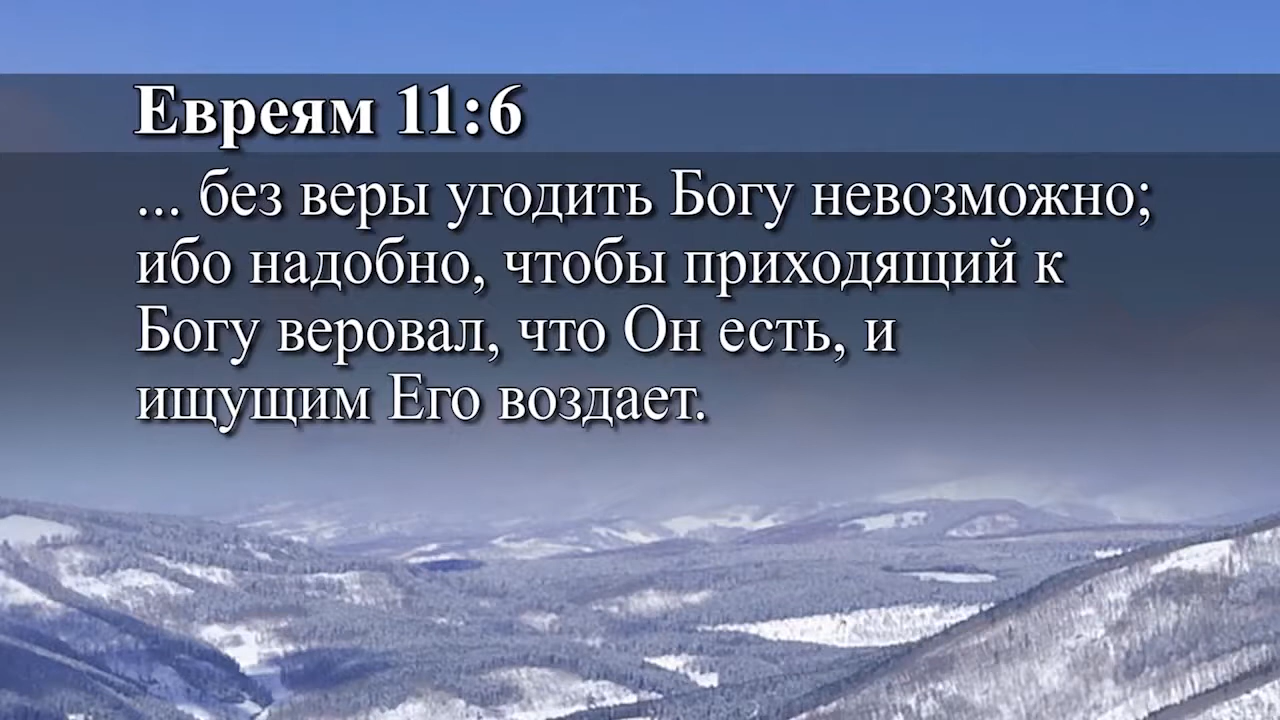 Евреям 11:6
... без веры угодить Богу невозможно;
ибо надобно, чтобы приходящий к
Богу веровал, что Он есть, и
ищущим Его воздает.